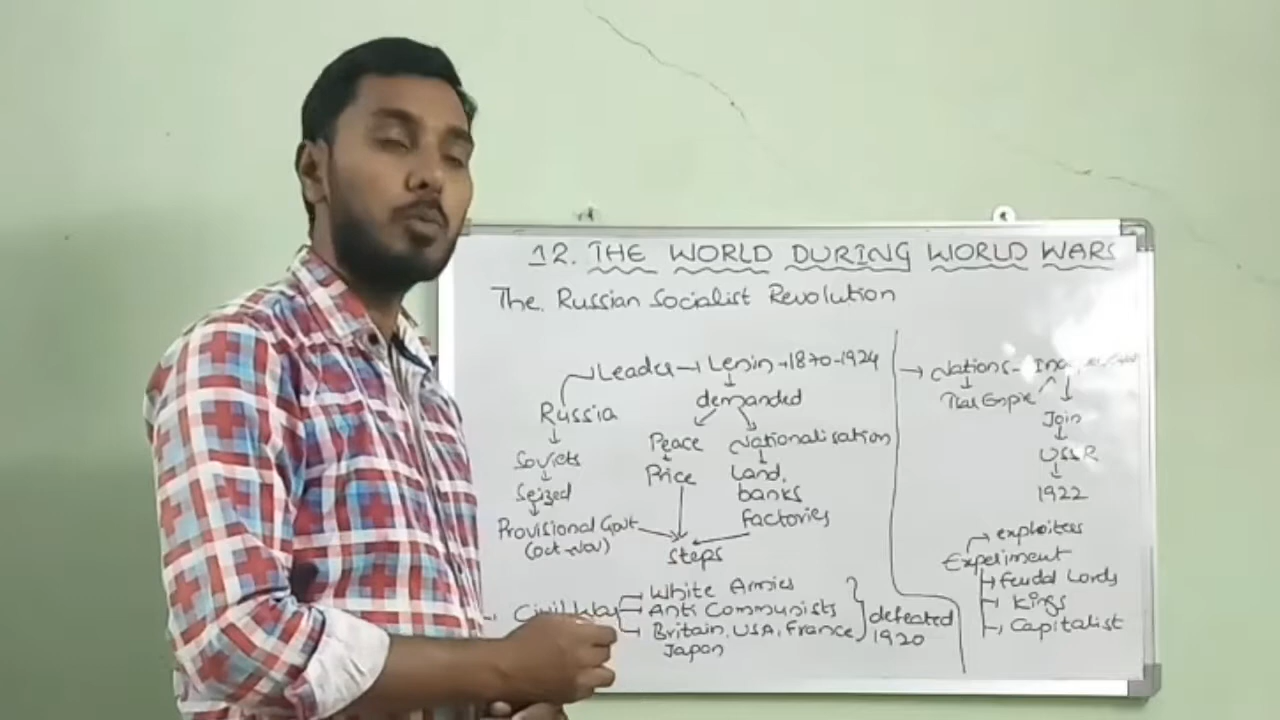 12. THE WORLD DURING WORLD WARS
The Russian Socialist Revolution
Leader → Lenin → 1870-1924
demanded
Russia
Peace Nationalisation
Soviets
Price Land,
Seized banks
Provisional Govt factories
(oct-Nov)
steps
Civil War
White Armies
Anti Communists
Britain, USA, France
Japan
defeated
1920
→ Nations -
Join
USSR
1922
exploiters
Experiment
Feudal Lords
Kings
Capitalist